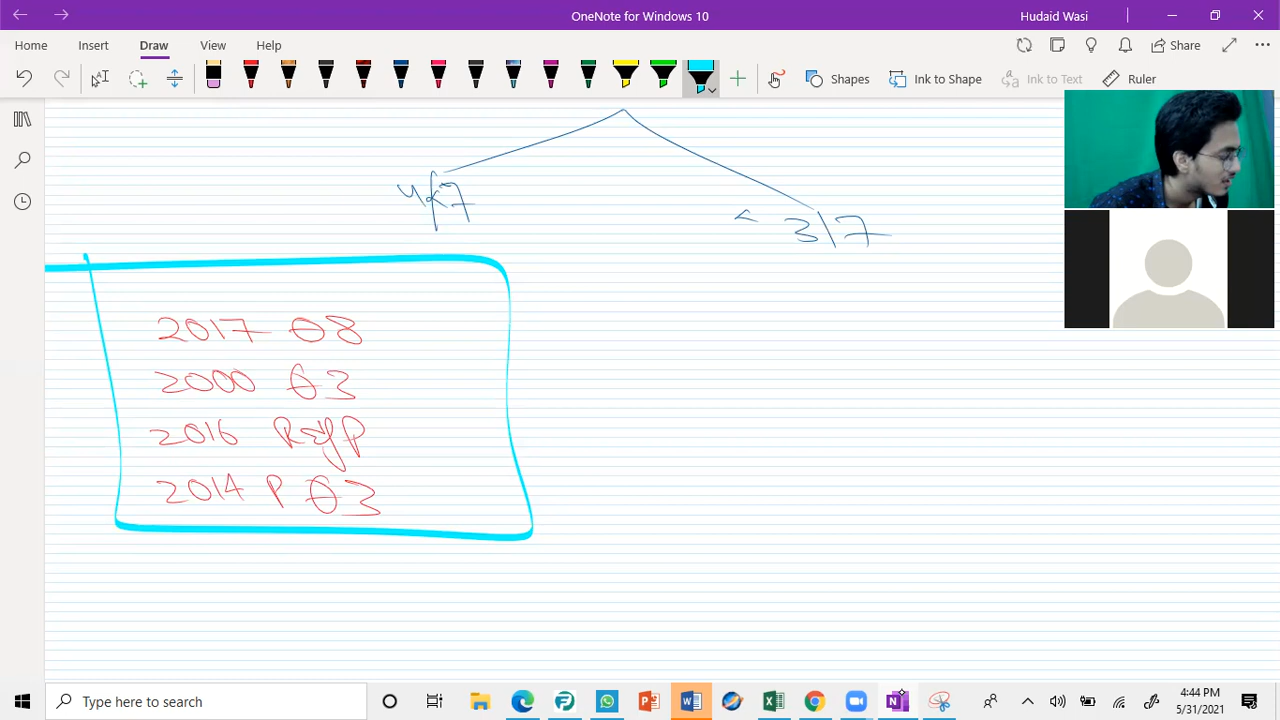 OneNote for Windows 10
Hudaid Wasi
Home Insert Draw View Help
Share
Shapes Ink to Shape Ink to Text Ruler
3/7
2017 Q8
2000 Q3
2016
2014 P Q3
Type here to search
4:44 PM
5/31/2021